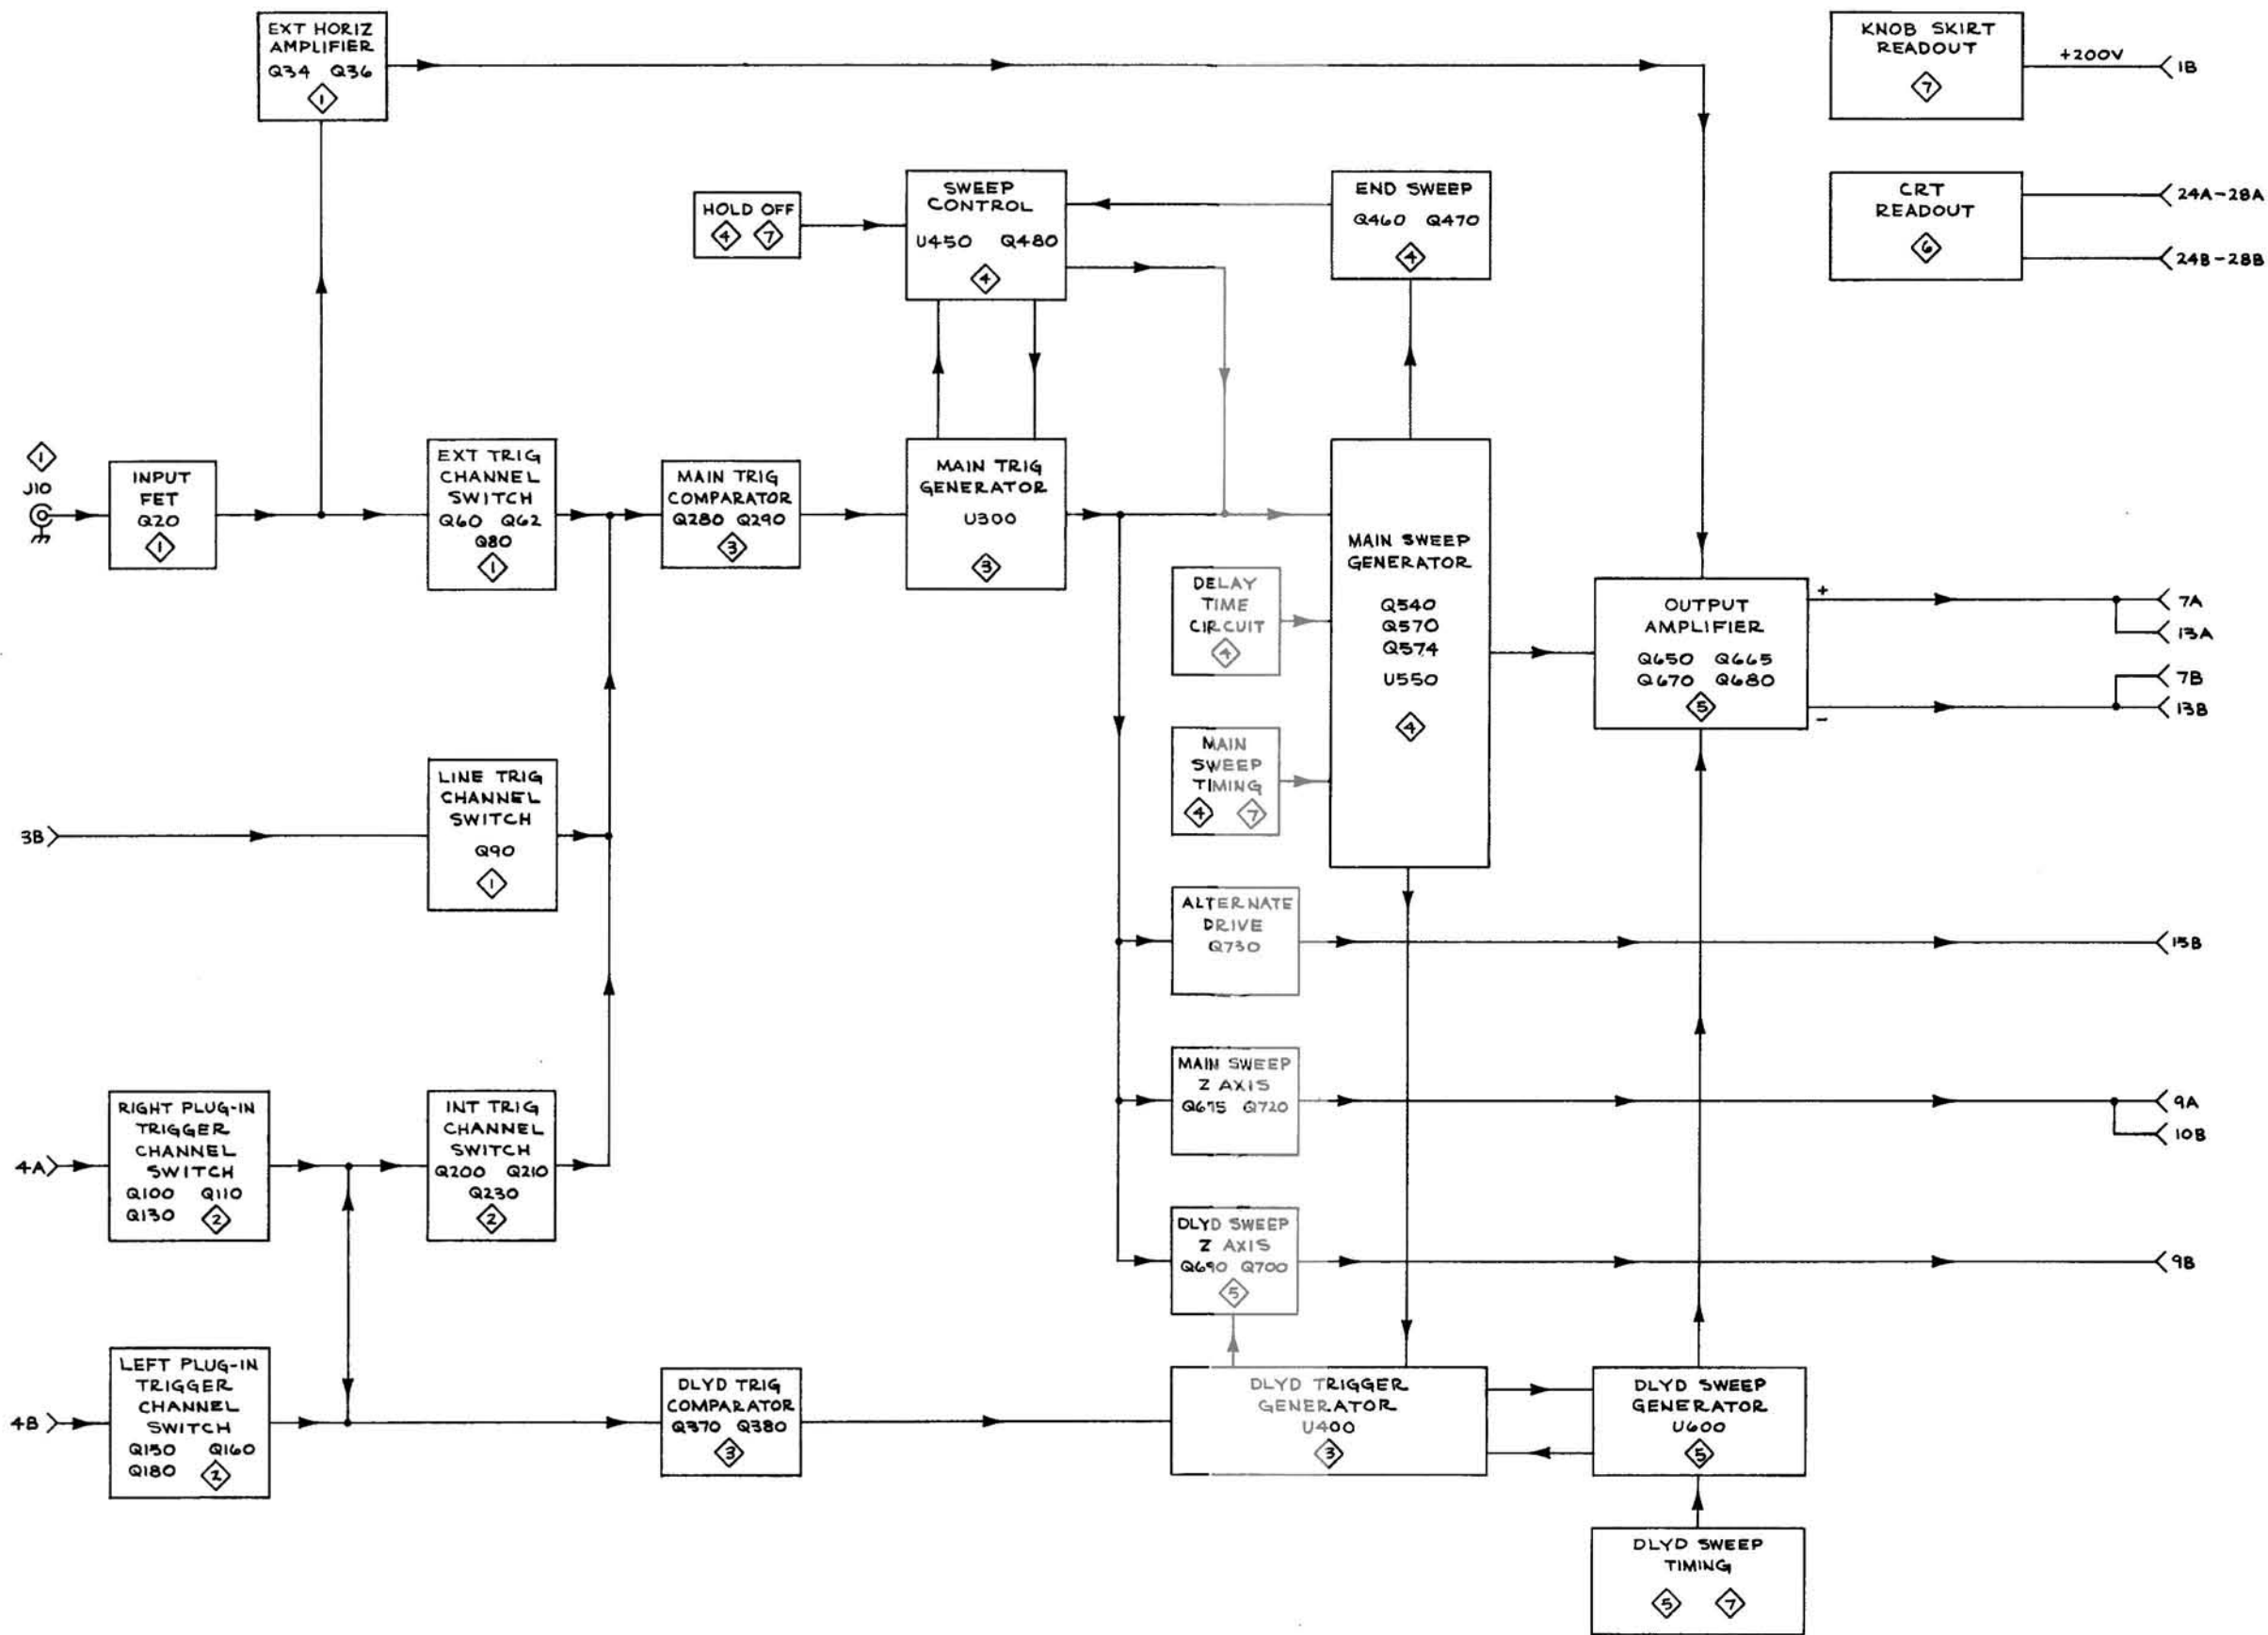 EXT HORIZ
AMPLIFIER
Q34 Q36
1
KNOB SKIRT
READOUT
7
+200V
1B
HOLD OFF
4 7
SWEEP
CONTROL
U450 Q480
4
END SWEEP
Q460 Q470
4
CRT
READOUT
6
24A-28A
24B-28B
1
J10
INPUT
FET
Q20
1
EXT TRIG
CHANNEL
SWITCH
Q60 Q62
Q80
1
MAIN TRIG
COMPARATOR
Q280 Q290
3
MAIN TRIG
GENERATOR
U300
3
DELAY
TIME
CIRCUIT
4
MAIN SWEEP
GENERATOR
Q540
Q570
Q574
U550
4
OUTPUT
AMPLIFIER
Q650 Q665
Q670 Q680
5
+
-
7A
13A
7B
13B
MAIN
SWEEP
TIMING
4 7
3B
LINE TRIG
CHANNEL
SWITCH
Q90
1
ALTERNATE
DRIVE
Q730
15B
MAIN SWEEP
Z AXIS
Q675 Q720
9A
10B
4A
RIGHT PLUG-IN
TRIGGER
CHANNEL
SWITCH
Q100 Q110
Q130 2
INT TRIG
CHANNEL
SWITCH
Q200 Q210
Q230
2
DLYD SWEEP
Z AXIS
Q690 Q700
5
9B
4B
LEFT PLUG-IN
TRIGGER
CHANNEL
SWITCH
Q150 Q160
Q180 2
DLYD TRIG
COMPARATOR
Q370 Q380
3
DLYD TRIGGER
GENERATOR
U400
3
DLYD SWEEP
GENERATOR
U600
5
DLYD SWEEP
TIMING
5 7